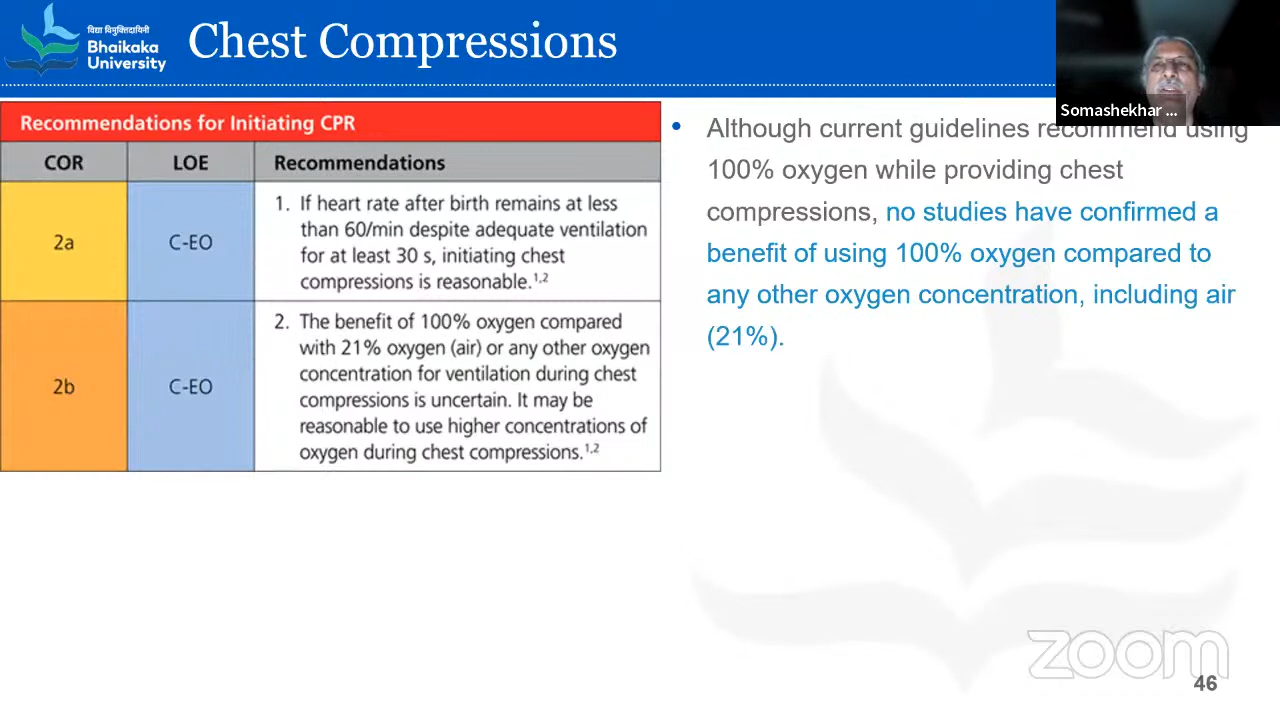 विद्या विमुक्तिदायिनी
Bhaikaka
University
Chest Compressions
Somashekhar ...
Recommendations for Initiating CPR
COR LOE Recommendations
2a C-EO 1. If heart rate after birth remains at less
than 60/min despite adequate ventilation
for at least 30 s, initiating chest
compressions is reasonable.1,2
2b C-EO 2. The benefit of 100% oxygen compared
with 21% oxygen (air) or any other oxygen
concentration for ventilation during chest
compressions is uncertain. It may be
reasonable to use higher concentrations of
oxygen during chest compressions.1,2
• Although current guidelines recommend using
100% oxygen while providing chest
compressions, no studies have confirmed a
benefit of using 100% oxygen compared to
any other oxygen concentration, including air
(21%).
zoom
46